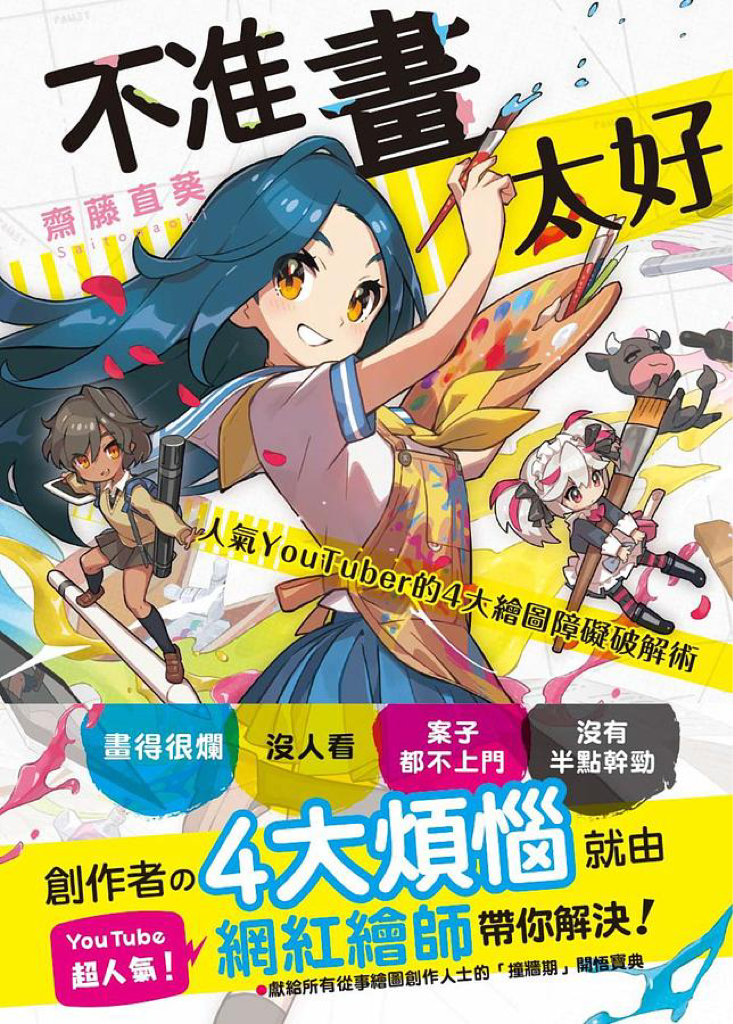 不准畫
太好
齋藤直葵
SaitoNaoki
人氣YouTuber的4大繪圖障礙破解術
畫得很爛
沒人看
案子
都不上門
沒有
半點幹勁
創作者の4大煩惱就由
YouTube
超人氣!
網紅繪師帶你解決!
●獻給所有從事繪圖創作人士的「撞牆期」開悟寶典